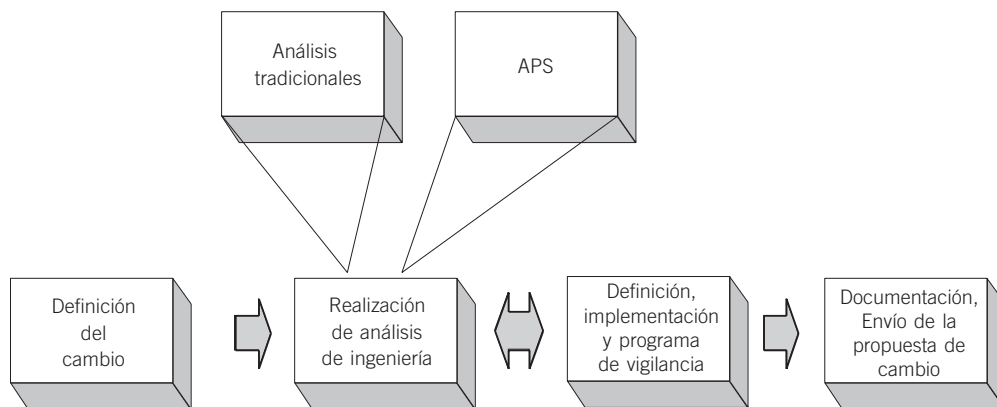 Análisis
tradicionales
APS
Definición
del
cambio
Realización
de análisis
de ingeniería
Definición,
implementación
y programa
de vigilancia
Documentación,
Envío de la
propuesta de
cambio